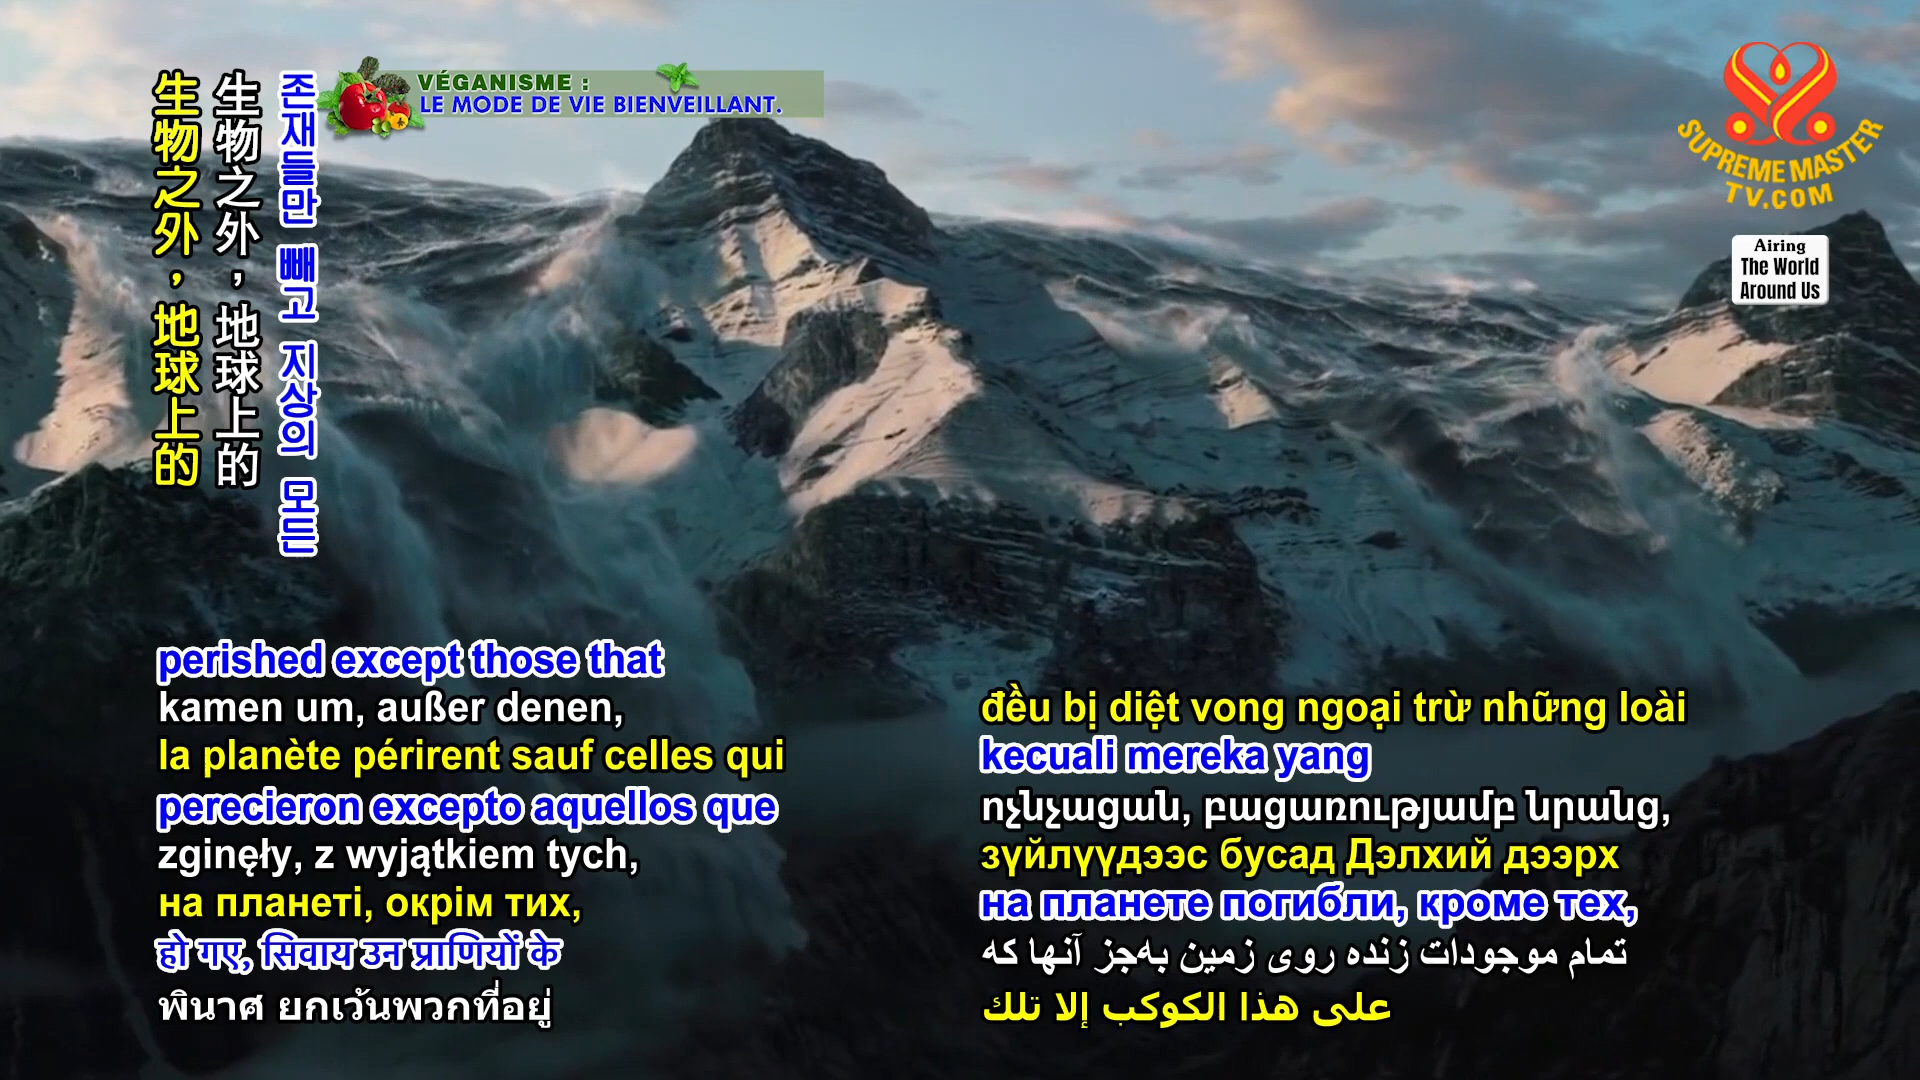 生物之外，地球上的
生物之外，地球上的
존재들만 빼고 지상의 모든
VÉGANISME :
LE MODE DE VIE BIENVEILLANT.
SUPREME MASTER
TV.COM
Airing
The World
Around Us
perished except those that
kamen um, außer denen,
la planète périrent sauf celles qui
perecieron excepto aquellos que
zginęły, z wyjątkiem tych,
на планеті, окрім тих,
हो गए, सिवाय उन प्राणियों के
พินาศ ยกเว้นพวกที่อยู่
đều bị diệt vong ngoại trừ những loài
kecuali mereka yang
ոչնչացան, բացառությամբ նրանց,
зүйлүүдээс бусад Дэлхий дээрх
на планете погибли, кроме тех,
تمام موجودات زنده روی زمین به‌جز آنها که
على هذا الكوكب إلا تلك